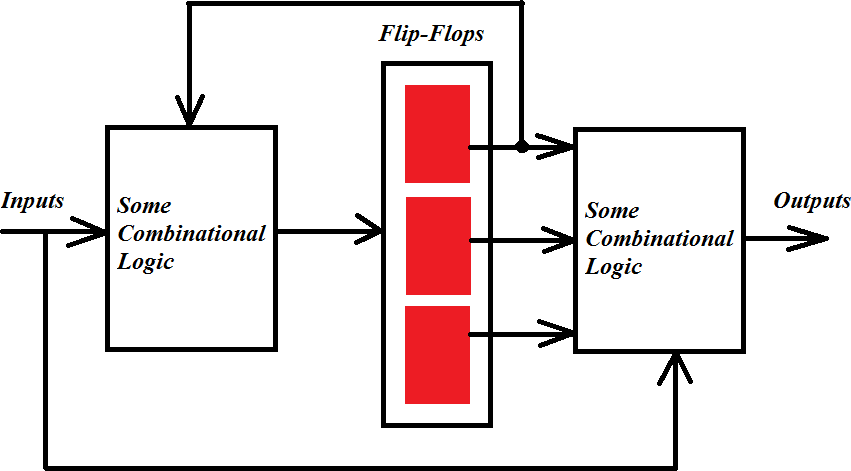 Flip-Flops
Inputs
Some
Combinational
Logic
Some
Combinational
Logic
Outputs